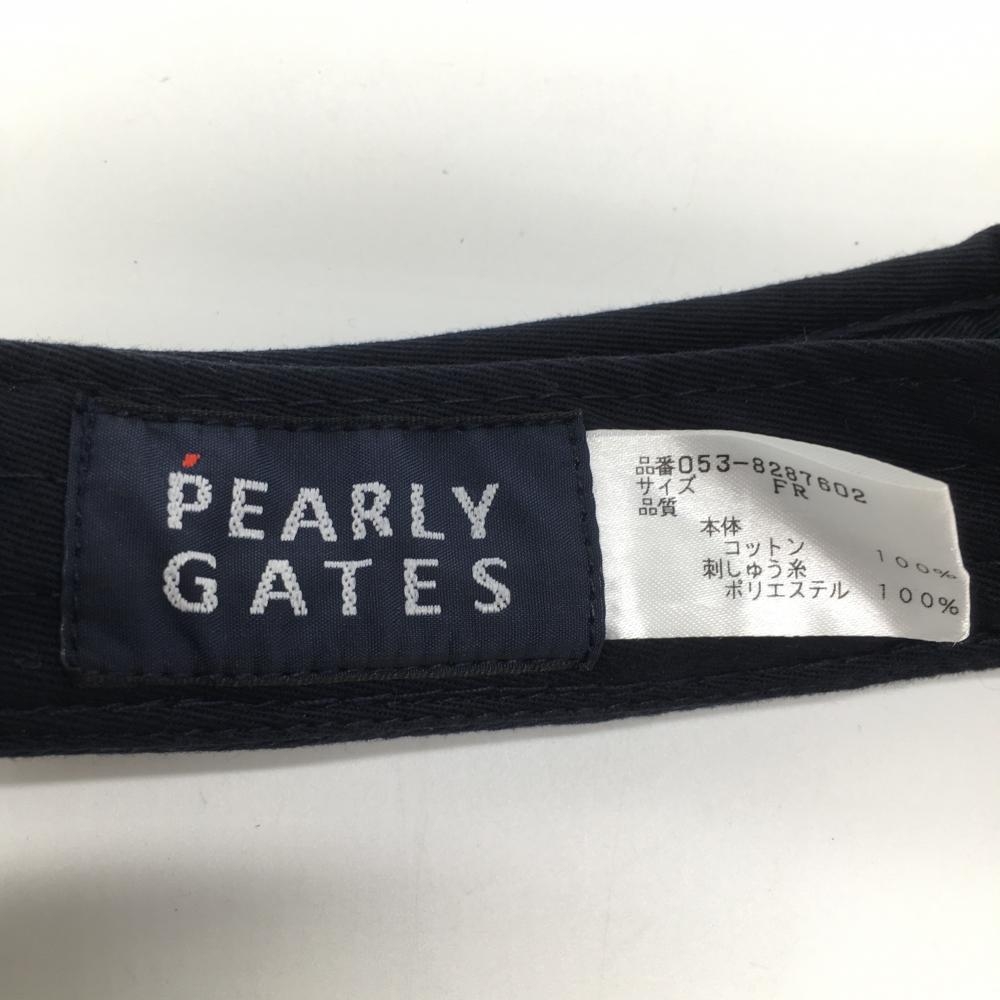 PEARLY
GATES
品番053-8287602
サイズ FR
品質
本体
コットン 100%
刺しゅう糸
ポリエステル 100%